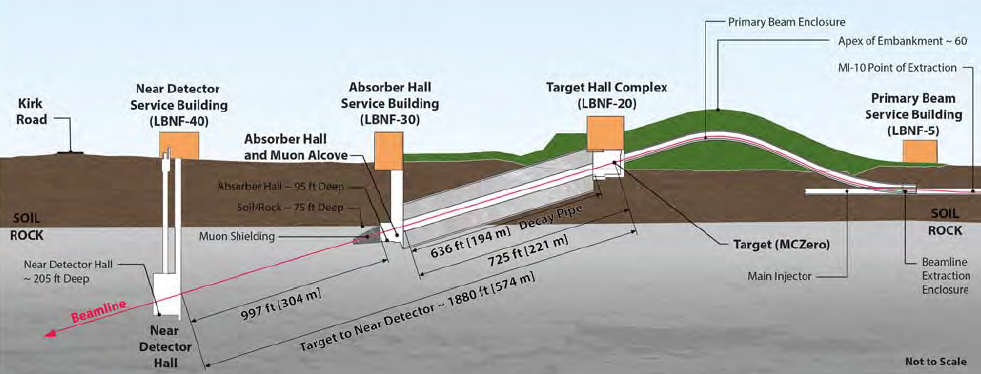 Primary Beam Enclosure
Apex of Embankment ~ 60
MI-10 Point of Extraction
Kirk
Road
Near Detector
Service Building
(LBNF-40)
Absorber Hall
Service Building
(LBNF-30)
Target Hall Complex
(LBNF-20)
Primary Beam
Service Building
(LBNF-5)
Absorber Hall
and Muon Alcove
Absorber Hall ~ 95 ft Deep
Soil/Rock ~ 75 ft Deep
Muon Shielding
SOIL
ROCK
Near Detector Hall
~ 205 ft Deep
Beamline
Near
Detector
Hall
997 ft [304 m]
636 ft [194 m] Decay Pipe
725 ft [221 m]
Target to Near Detector ~ 1880 ft [574 m]
Target (MCZero)
Main Injector
SOIL
ROCK
Beamline
Extraction
Enclosure
Not to Scale